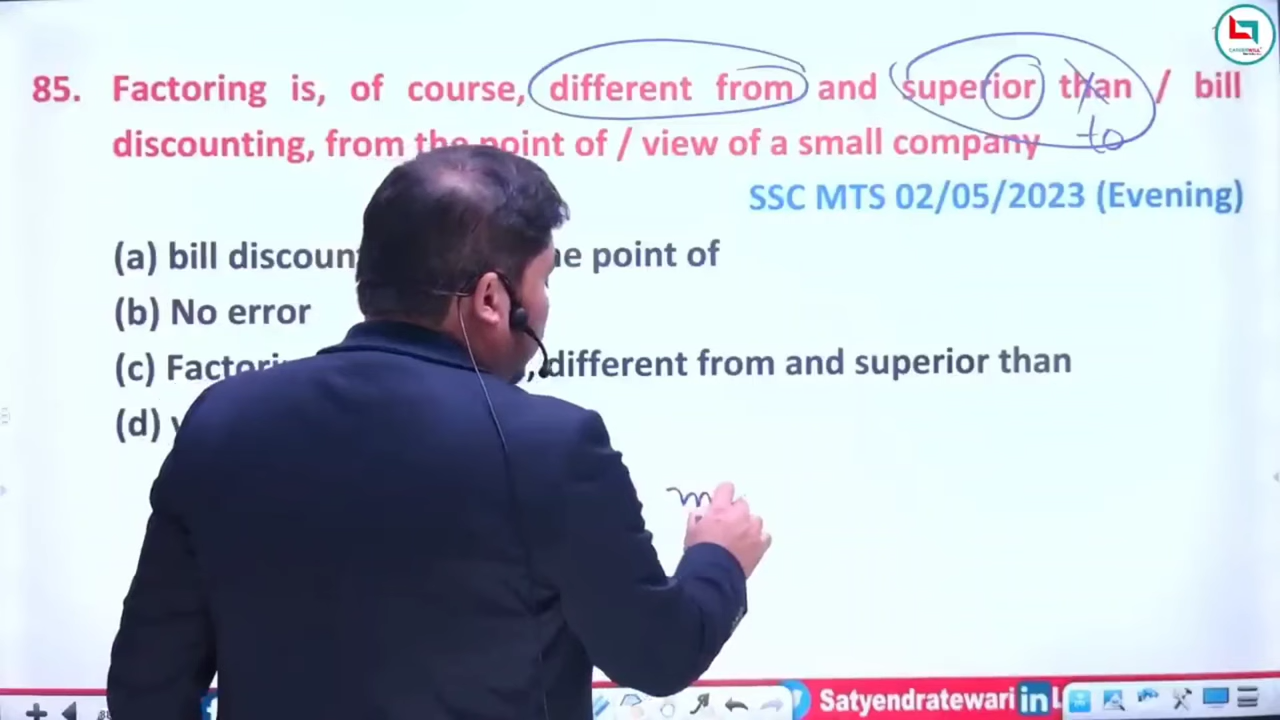 85. Factoring is, of course, different from and superior than / bill
to
discounting, from the point of / view of a small company
SSC MTS 02/05/2023 (Evening)
(a) bill discoun e point of
(b) No error
(c) Factori , different from and superior than
(d)
m
Satyendratewari in L